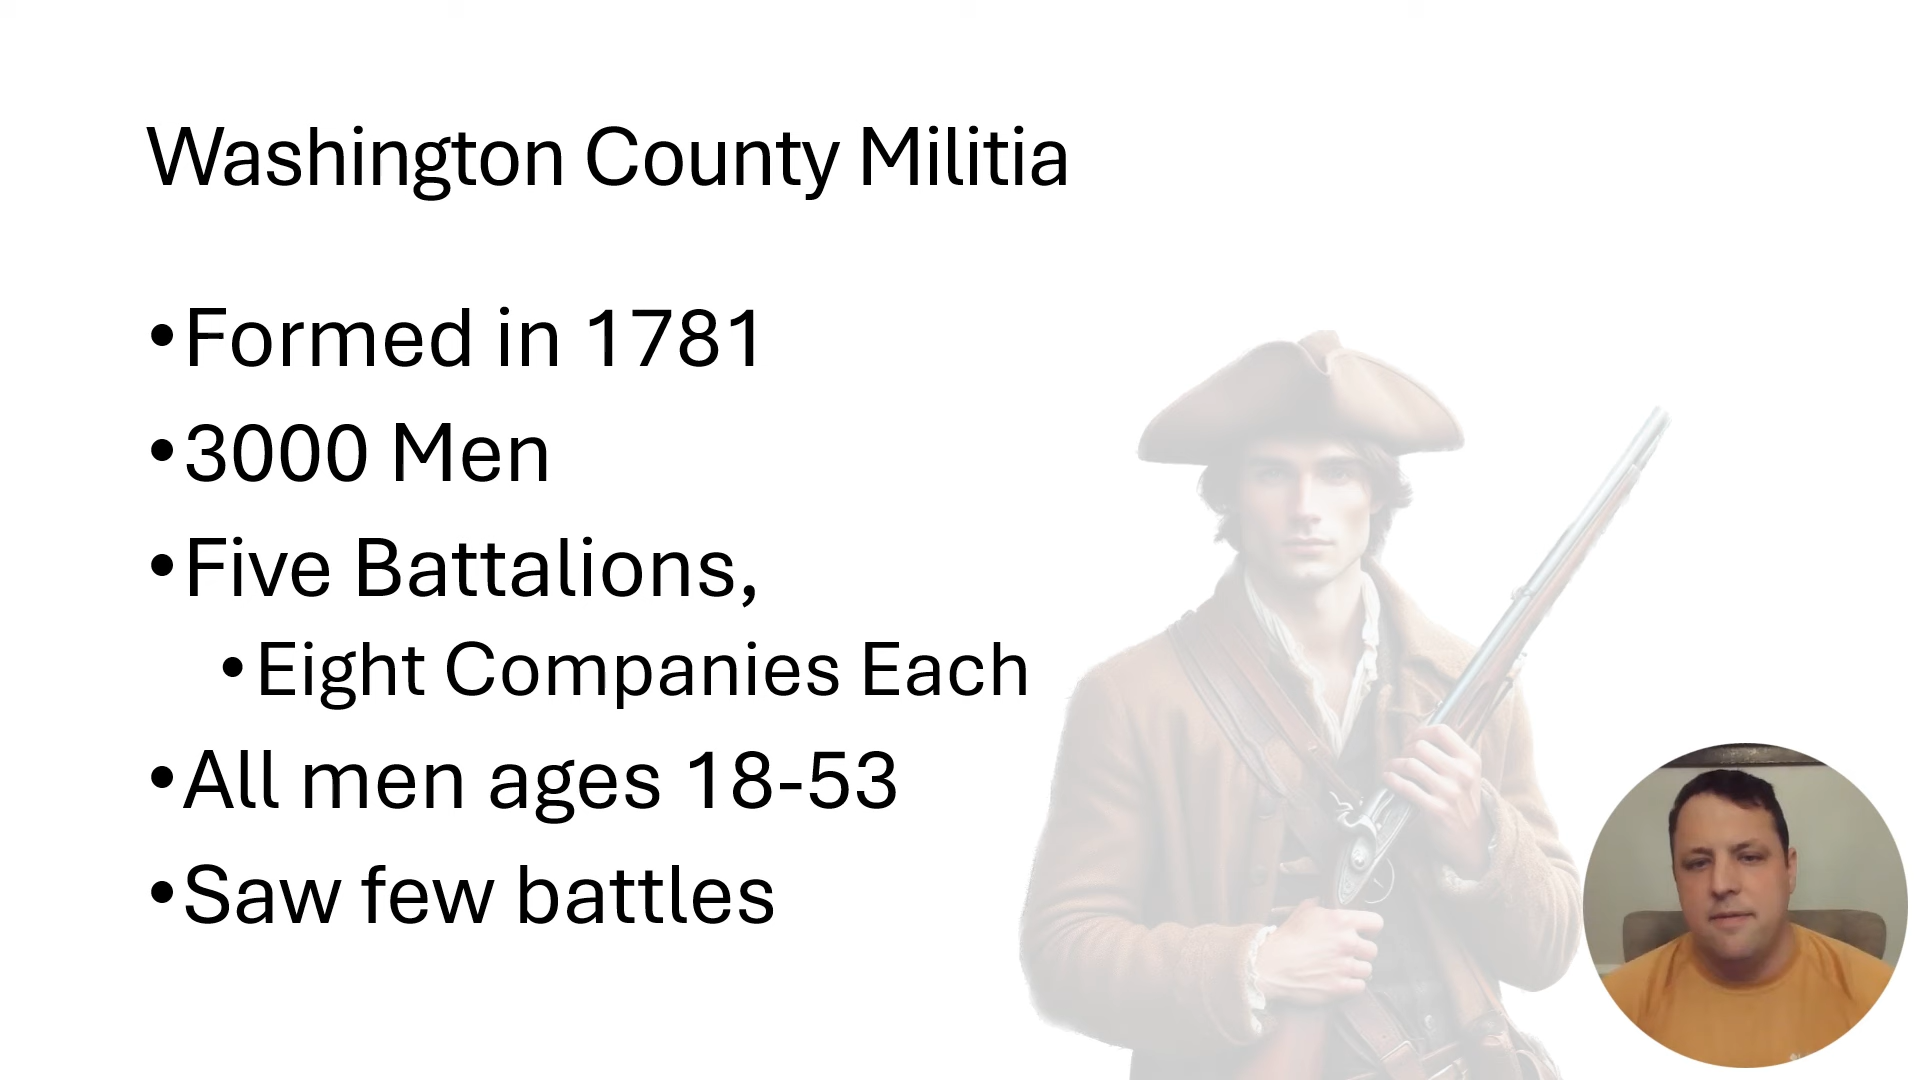 Washington County Militia
•Formed in 1781
•3000 Men
•Five Battalions,
•Eight Companies Each
•All men ages 18-53
•Saw few battles